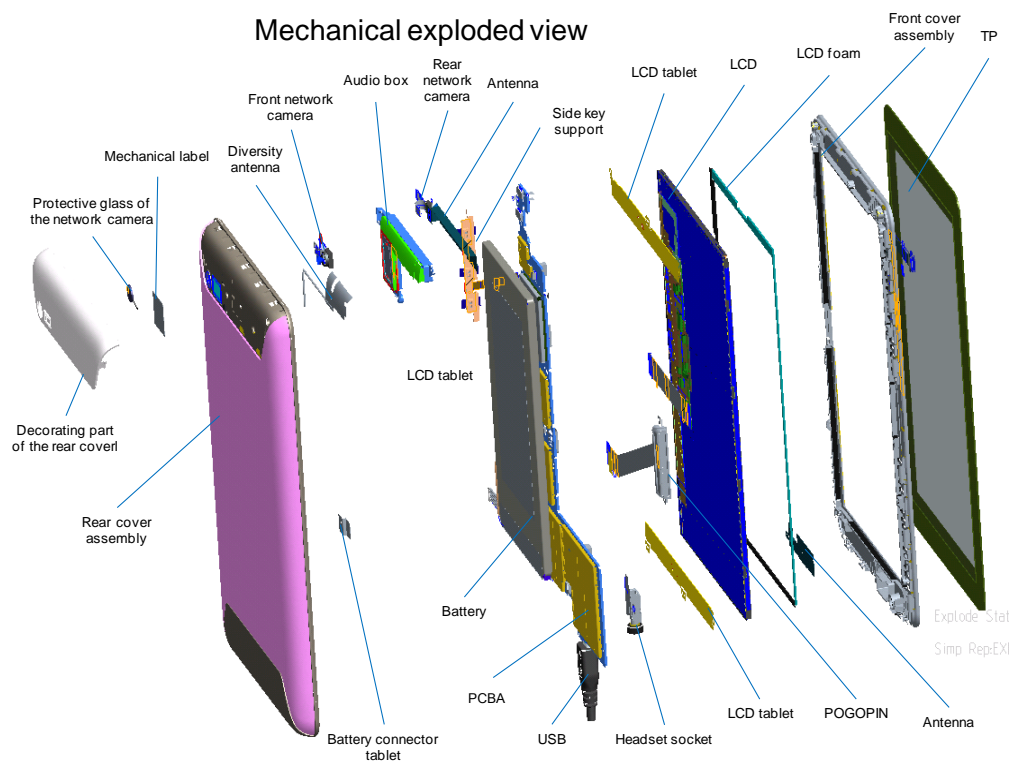 Mechanical exploded view
Front cover
assembly
TP
LCD foam
LCD
LCD tablet
Rear
network
camera
Antenna
Audio box
Side key
support
Front network
camera
Diversity
antenna
Mechanical label
Protective glass of
the network camera
LCD tablet
Decorating part
of the rear coverl
Rear cover
assembly
Battery
PCBA
USB
Headset socket
LCD tablet
POGOPIN
Antenna
Battery connector
tablet
Explode Stat
Simp Rep:EX